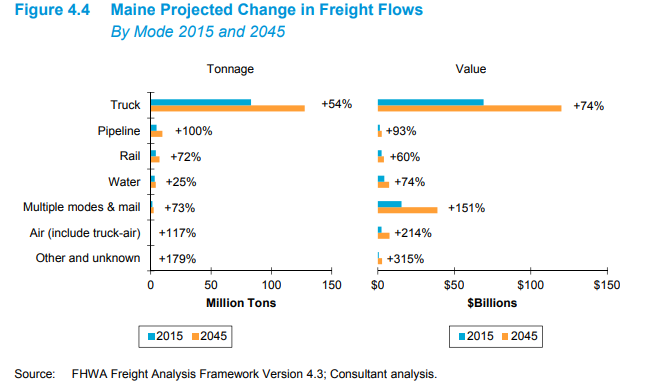 Figure 4.4 Maine Projected Change in Freight Flows
By Mode 2015 and 2045
Tonnage Value
Truck +54% +74%
Pipeline +100% +93%
Rail +72% +60%
Water +25% +74%
Multiple modes & mail +73% +151%
Air (include truck-air) +117% +214%
Other and unknown +179% +315%
0 50 100 150 $0 $50 $100 $150
Million Tons $Billions
2015 2045 2015 2045
Source: FHWA Freight Analysis Framework Version 4.3; Consultant analysis.